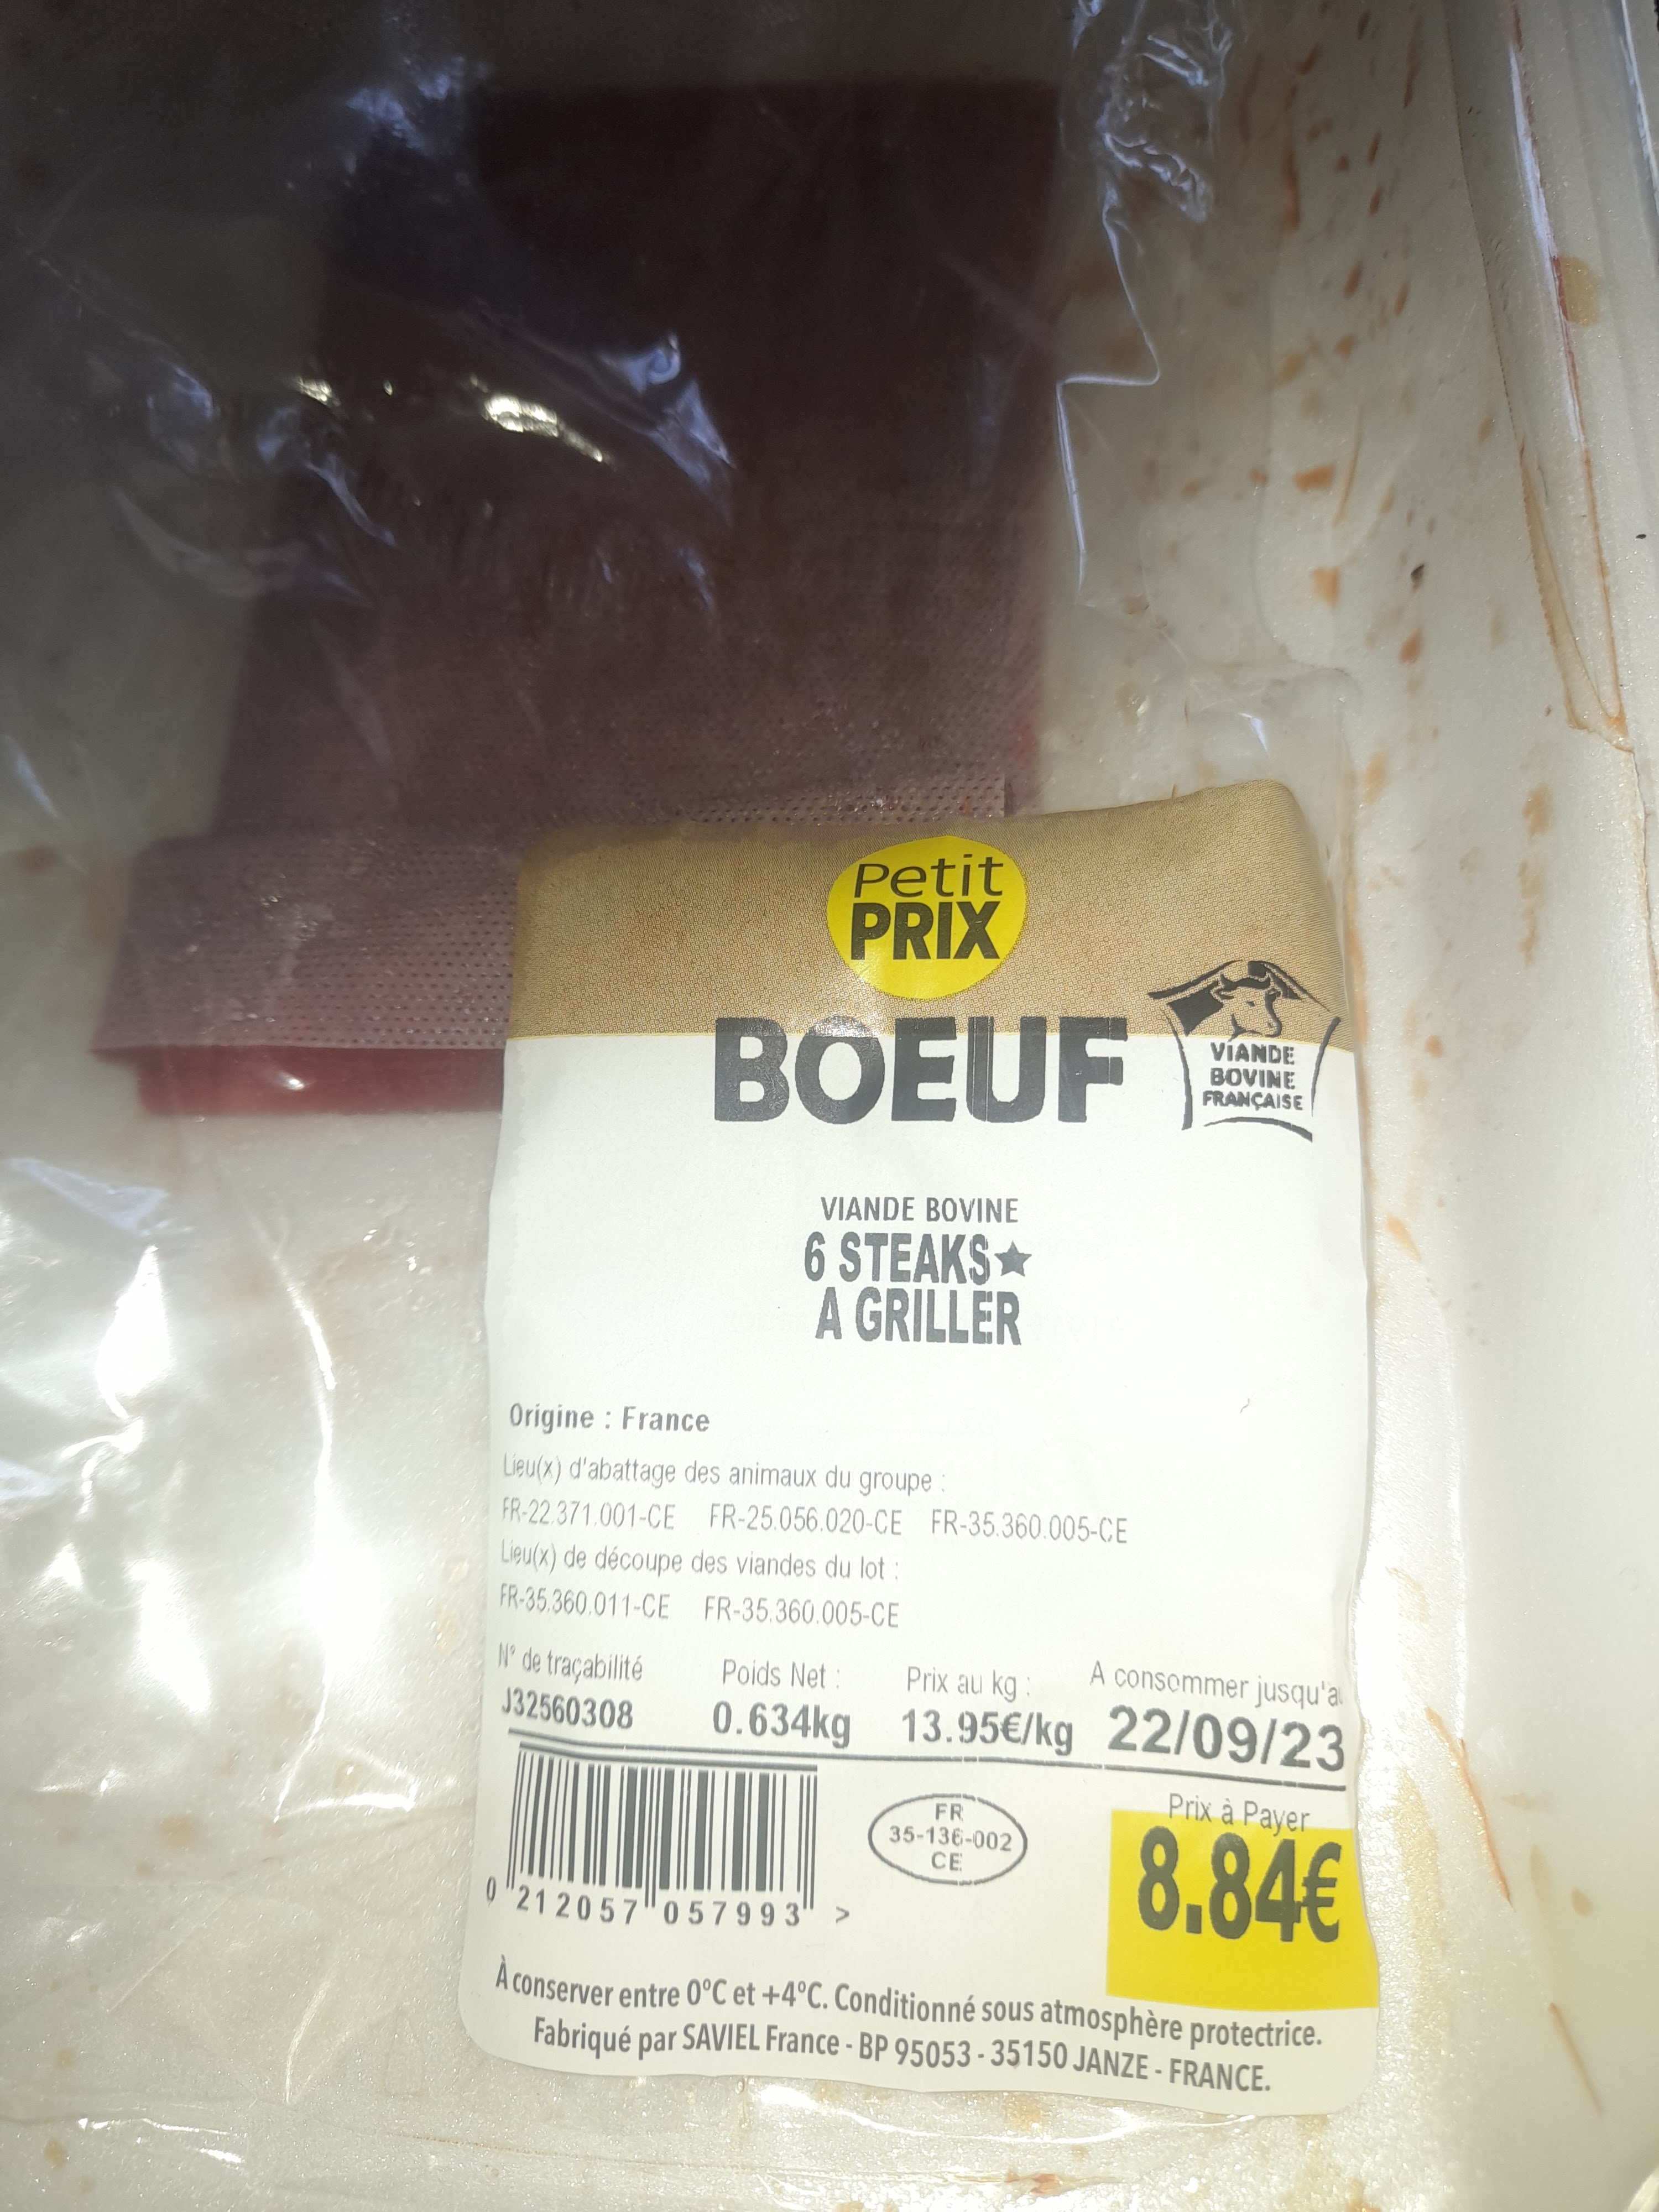 Petit
PRIX
BOEUF
VIANDE
BOVINE
FRANÇAISE
VIANDE BOVINE
6 STEAKS★
A GRILLER
Origine : France
Lieu(x) d'abattage des animaux du groupe :
FR-22.371.001-CE FR-25.056.020-CE FR-35.360.005-CE
Lieu(x) de découpe des viandes du lot :
FR-35.360.011-CE FR-35.360.005-CE
N° de traçabilité Poids Net : Prix au kg : A consommer jusqu'a
J32560308 0.634kg 13.95€/kg 22/09/23
Prix à Payer
8.84€
FR
35-136-002
CE
0 212057 057993 >
À conserver entre 0°C et +4°C. Conditionné sous atmosphère protectrice.
Fabriqué par SAVIEL France - BP 95053 - 35150 JANZE - FRANCE.